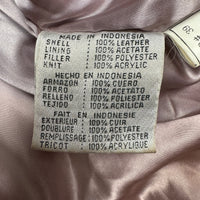 MADE IN INDONESIA
SHELL : 100% LEATHER
LINING : 100% ACETATE
FILLER : 100% POLYESTER
KNIT : 100% ACRYLIC
HECHO EN INDONESIA
ARMAZON : 100% CUERO
FORRO : 100% ACETATO
RELLENO : 100% POLIESTER
TEJIDO : 100% ACRILICA
FAIT EN INDONESIE
EXTERIEUR : 100% CUIR
DOUBLURE : 100% ACETATE
REMPLISSAGE: 100% POLYESTER
TRICOT : 100% ACRYLIC